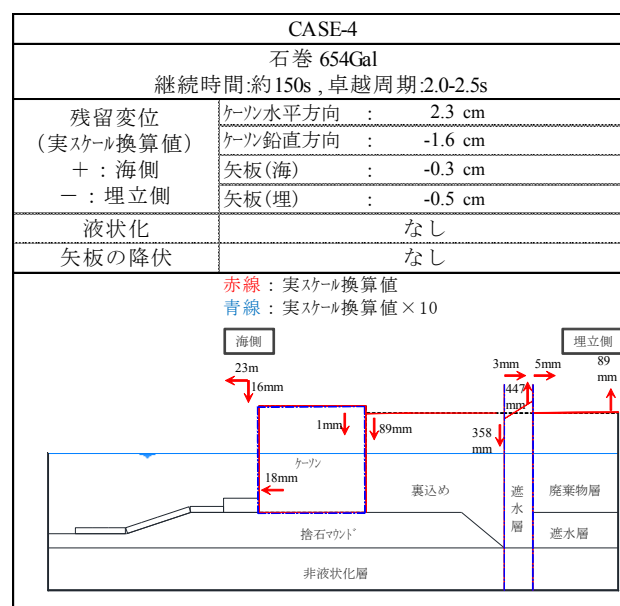 CASE-4
石巻 654Gal
継続時間:約150s , 卓越周期:2.0-2.5s
残留変位
(実スケール換算値)
＋：海側
－：埋立側
ケーソン水平方向 : 2.3 cm
ケーソン鉛直方向 : -1.6 cm
矢板(海) : -0.3 cm
矢板(埋) : -0.5 cm
液状化 なし
矢板の降伏 なし
赤線：実スケール換算値
青線：実スケール換算値×10
海側
埋立側
23m
16mm
1mm
89mm
18mm
3mm
5mm
447
mm
89
mm
358
mm
ケーソン
裏込め
遮水層
廃棄物層
遮水層
捨石マウンド
非液状化層